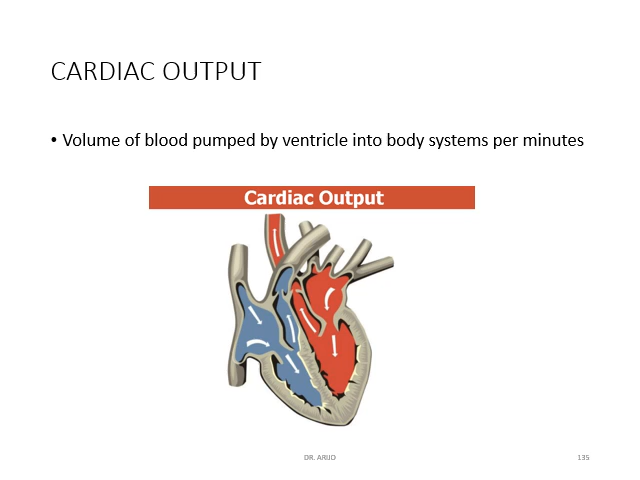 CARDIAC OUTPUT
• Volume of blood pumped by ventricle into body systems per minutes
Cardiac Output
DR. ARIJO
135